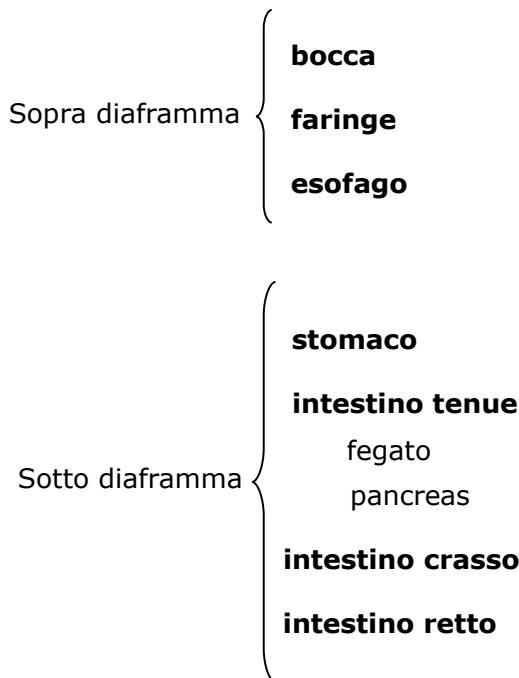 Sopra diaframma
bocca
faringe
esofago
Sotto diaframma
stomaco
intestino tenue
fegato
pancreas
intestino crasso
intestino retto